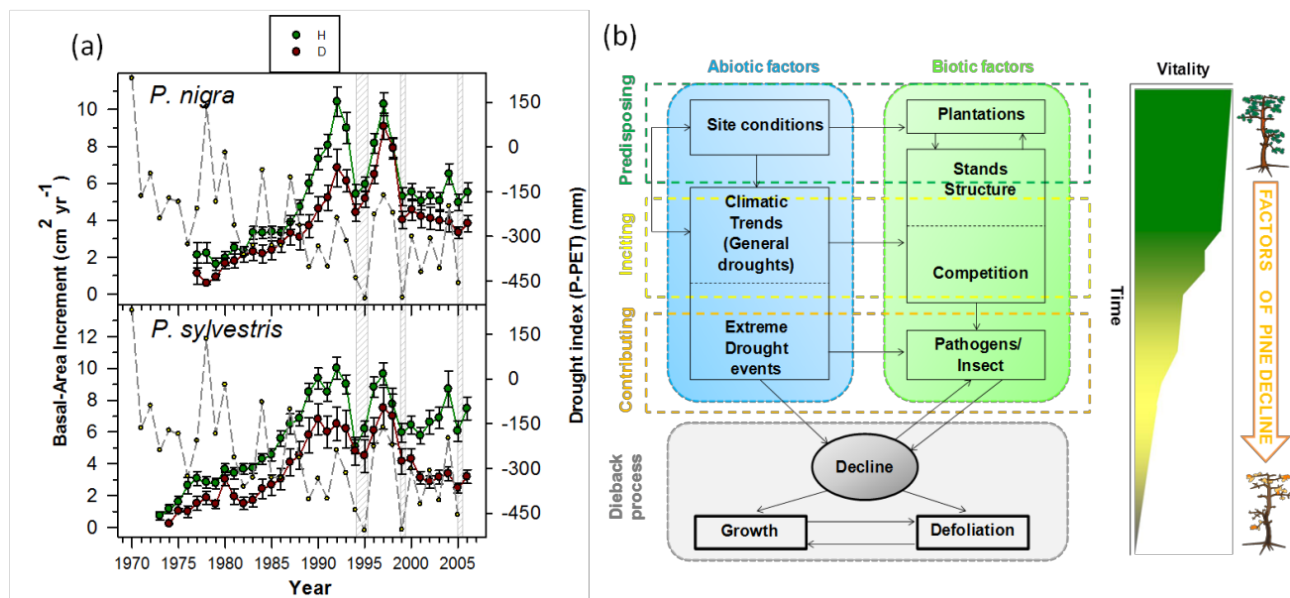 (a)
H
D
P. nigra
10
8
6
4
2
0
150
0
-150
-300
-450
P. sylvestris
12
10
8
6
4
2
0
150
0
-150
-300
-450
Basal-Area Increment (cm² yr⁻¹)
Drought index (P-PET) (mm)
1970 1975 1980 1985 1990 1995 2000 2005
Year
(b)
Abiotic factors
Biotic factors
Predisposing
Inciting
Contributing
Site conditions
Plantations
Stands
Structure
Climatic
Trends
(General
droughts)
Competition
Extreme
Drought
events
Pathogens/
Insect
Dieback
process
Decline
Growth
Defoliation
Vitality
Time
FACTORS OF PINE DECLINE